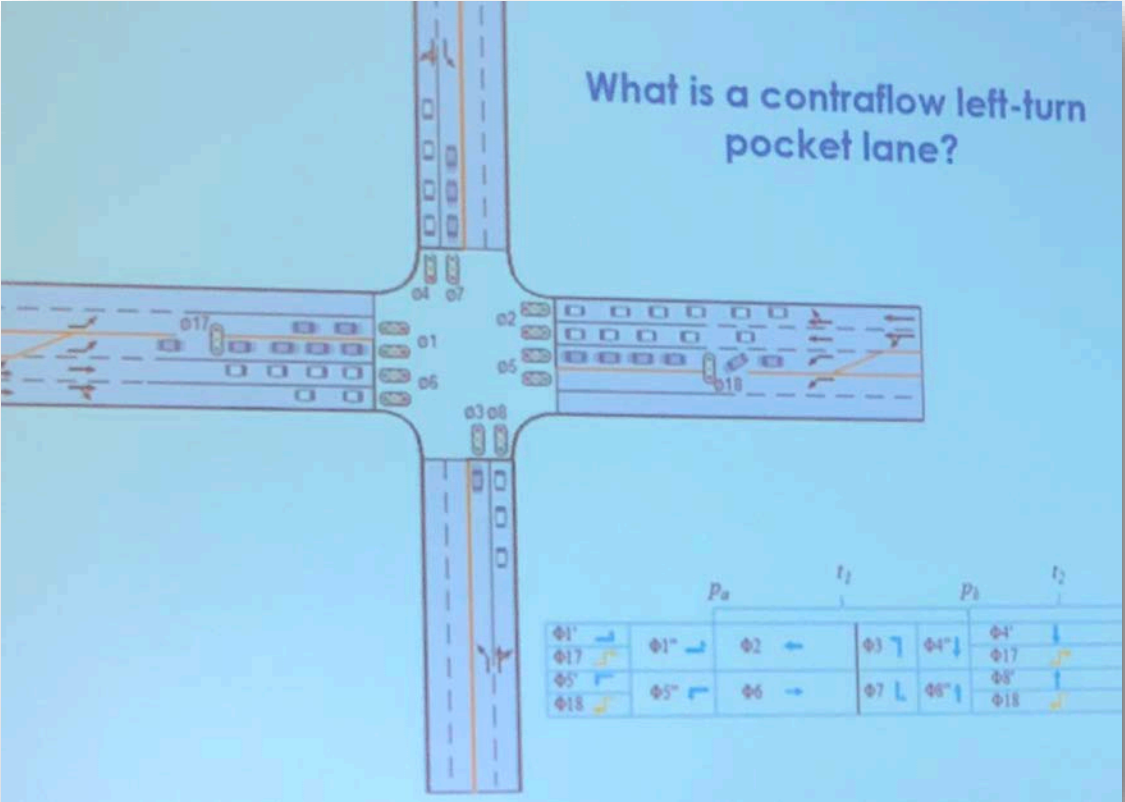 What is a contraflow left-turn
pocket lane?
ø4 ø7
ø17
ø2
ø1
ø5
ø6
ø18
ø3 ø8
t1
t2
Pa
Φ1'
Φ4'
Φ1"
Φ2
Φ3
Φ4"
Φ17
Φ17
Φ5'
Φ8'
Φ5"
Φ6
Φ7
Φ8"
Φ18
Φ18